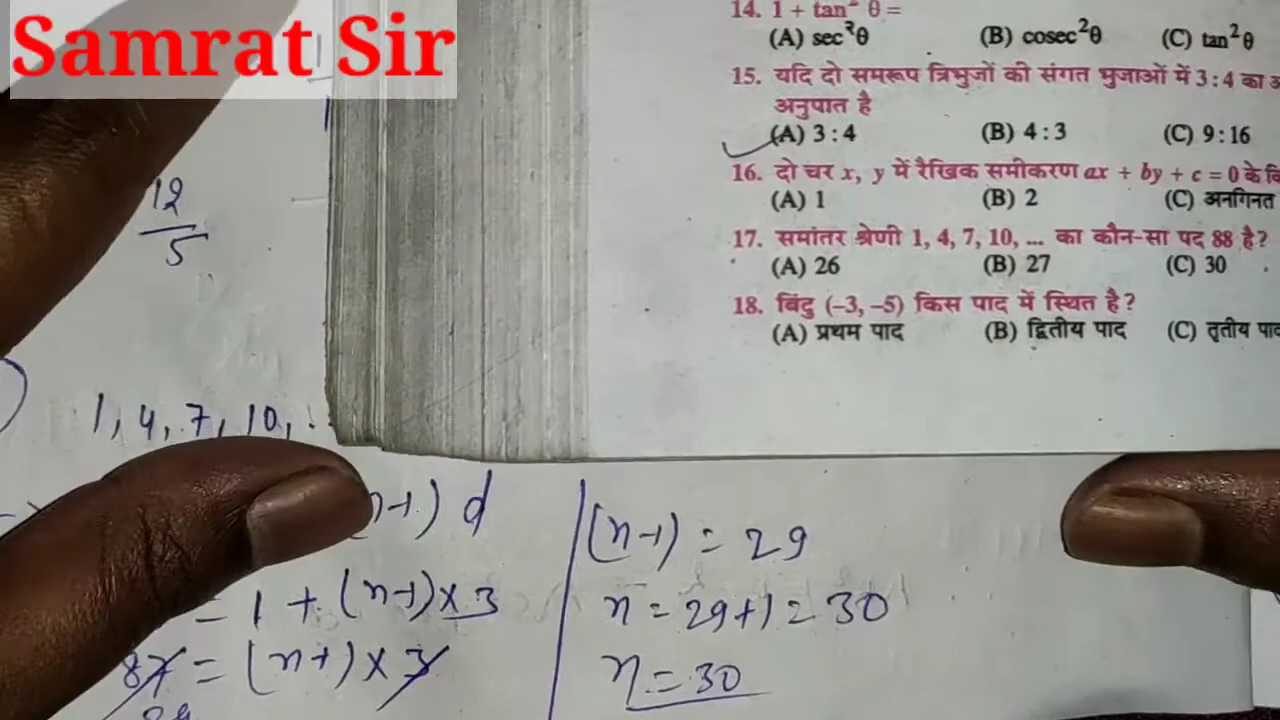 Samrat Sir
14. 1 + tan² θ =
(A) sec²θ (B) cosec²θ (C) tan²θ
15. यदि दो समरूप त्रिभुजों की संगत भुजाओं में 3 : 4 का
अनुपात है
(A) 3 : 4 (B) 4 : 3 (C) 9 : 16
16. दो चर x, y में रैखिक समीकरण ax + by + c = 0 के
(A) 1 (B) 2 (C) अनगिनत
17. समांतर श्रेणी 1, 4, 7, 10, ... का कौन-सा पद 88 है?
(A) 26 (B) 27 (C) 30
18. बिंदु (–3, –5) किस पाद में स्थित है?
(A) प्रथम पाद (B) द्वितीय पाद (C) तृतीय
12
5
1, 4, 7, 10, .
n-1) d
= 1 + (n-1) × 3
87 = (n-1) × 3
29
(n-1) = 29
n = 29+1 = 30
n = 30